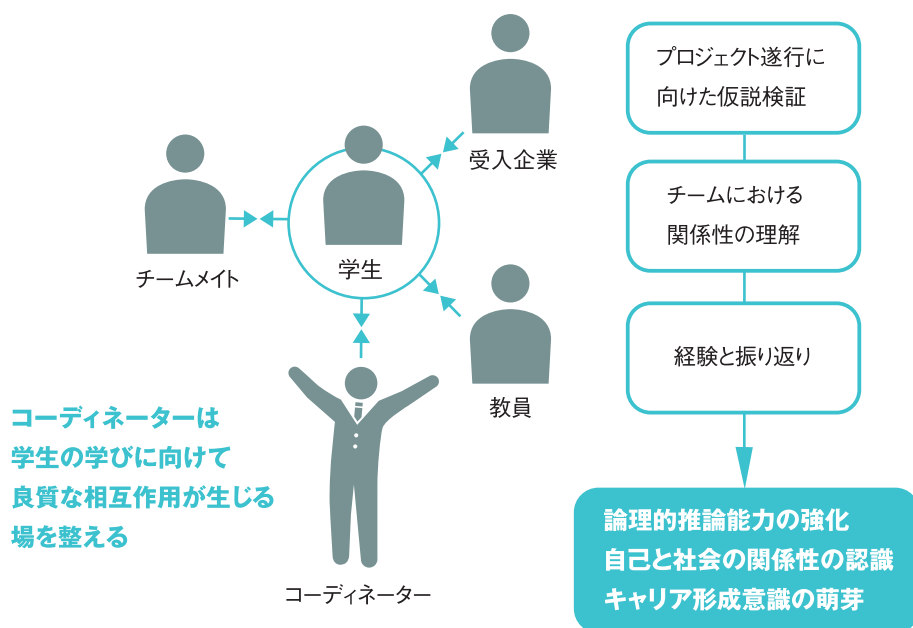 受入企業
学生
チームメイト
教員
コーディネーターは
学生の学びに向けて
良質な相互作用が生じる
場を整える
コーディネーター
プロジェクト遂行に
向けた仮説検証
チームにおける
関係性の理解
経験と振り返り
論理的推論能力の強化
自己と社会の関係性の認識
キャリア形成意識の萌芽